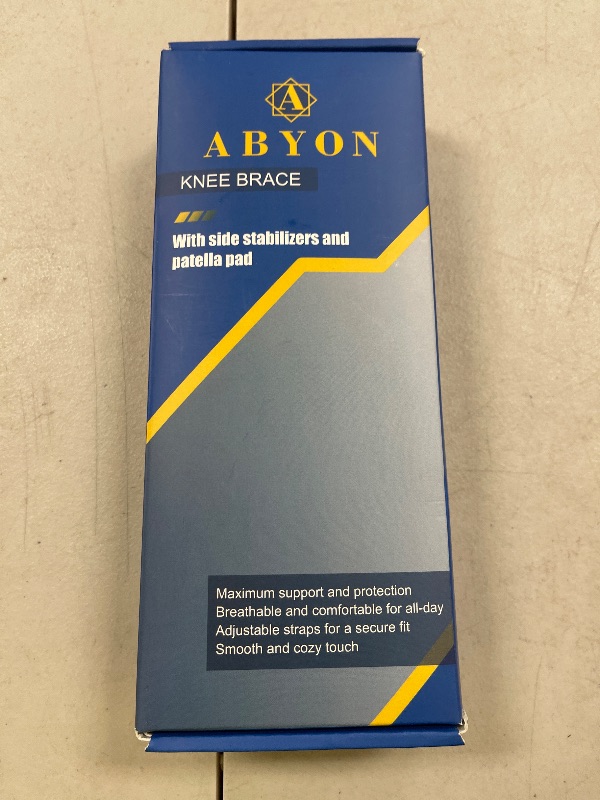 A
ABYON
KNEE BRACE
With side stabilizers and
patella pad
Maximum support and protection
Breathable and comfortable for all-day
Adjustable straps for a secure fit
Smooth and cozy touch